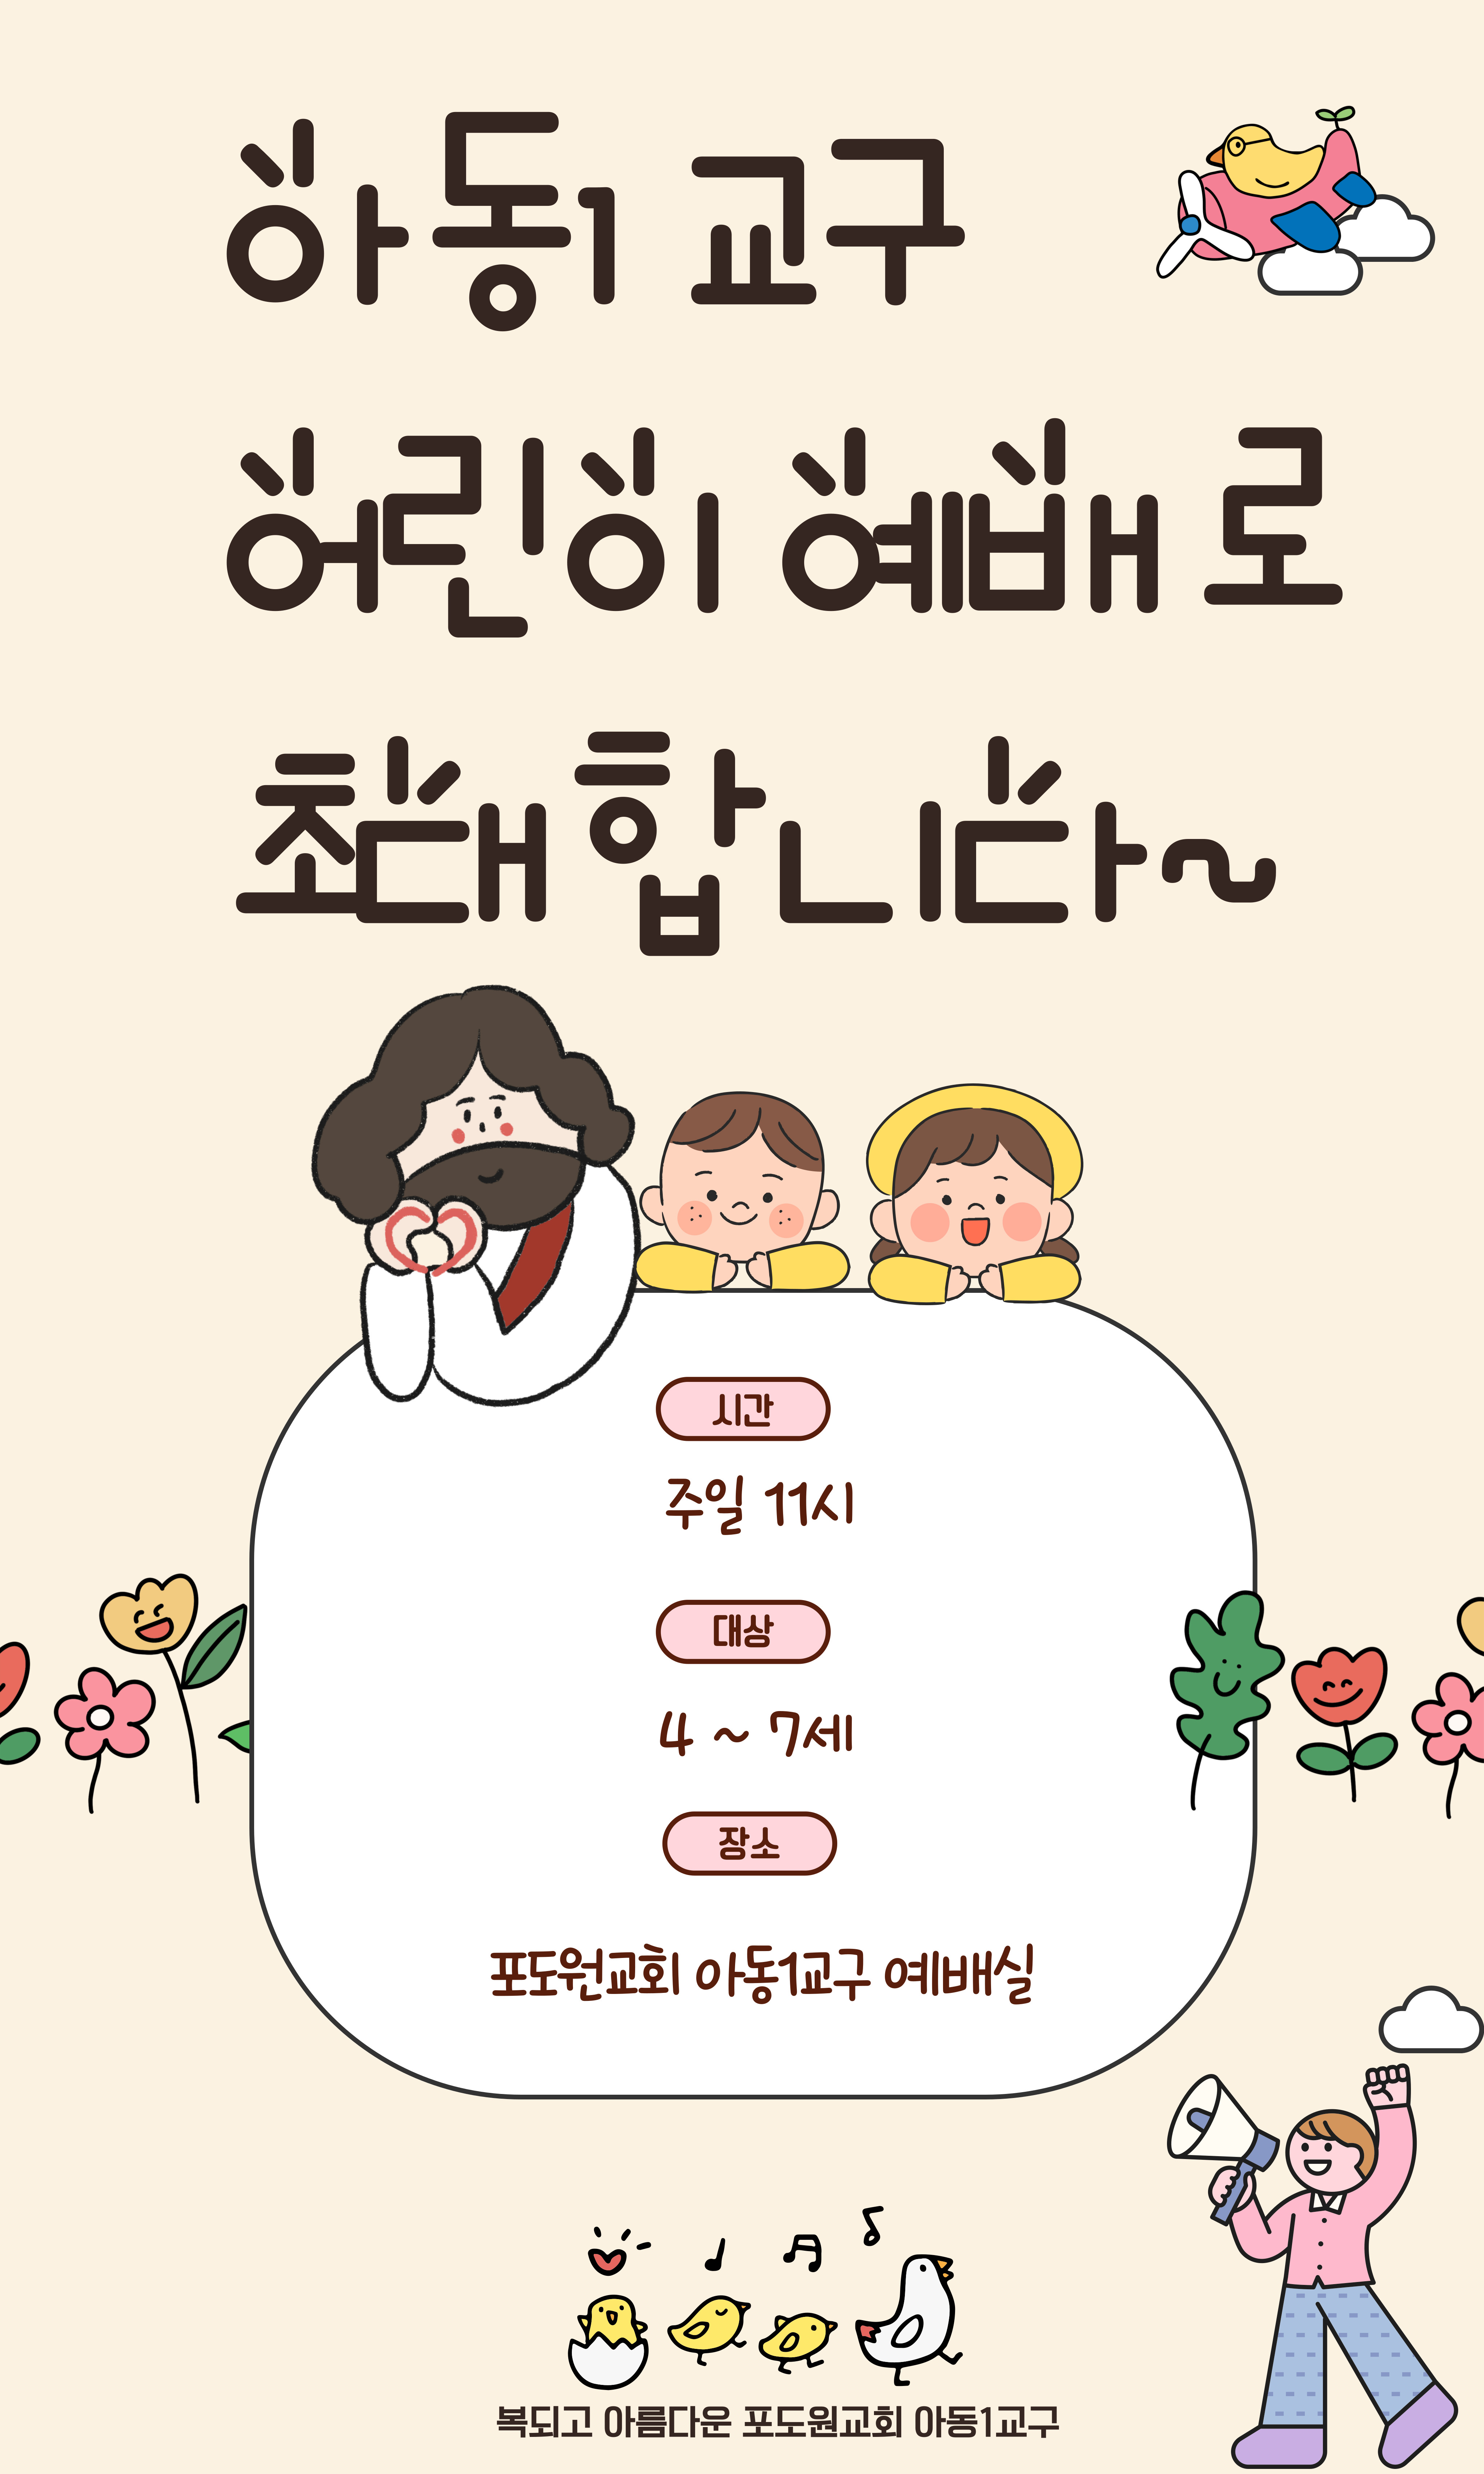 아동1 교구
어린이 예배 로
초대 합니다~
시간
주일 11시
대상
4 ~ 7세
장소
포도원교회 아동1교구 예배실
복되고 아름다운 포도원교회 아동1교구